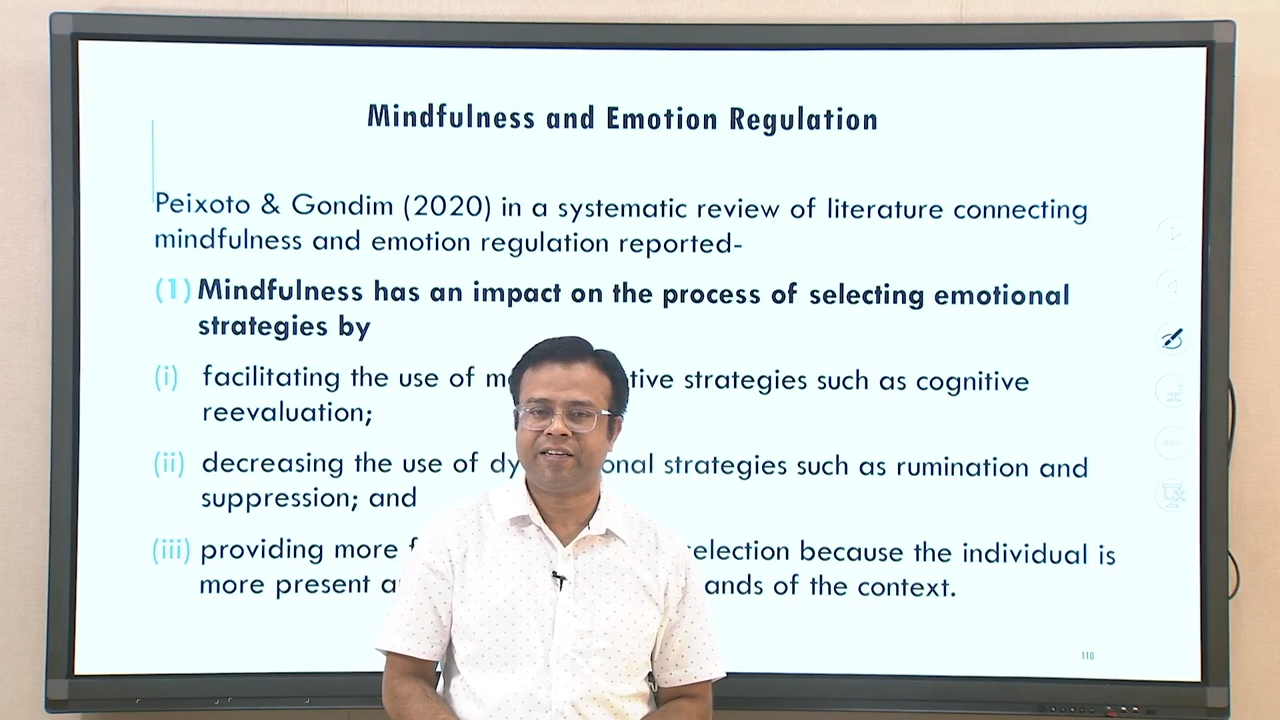 Mindfulness and Emotion Regulation
Peixoto & Gondim (2020) in a systematic review of literature connecting
mindfulness and emotion regulation reported-
(1) Mindfulness has an impact on the process of selecting emotional
strategies by
(i) facilitating the use of tive strategies such as cognitive
reevaluation;
(ii) decreasing the use of dy onal strategies such as rumination and
suppression; and
(iii) providing more selection because the individual is
more present ands of the context.
110